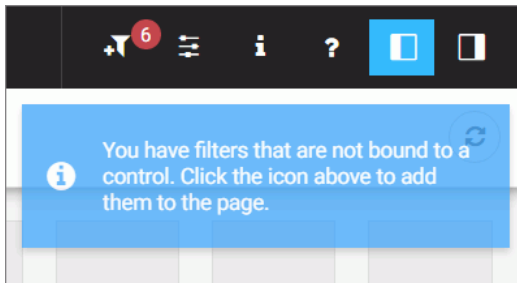 6
i ?
You have filters that are not bound to a
control. Click the icon above to add
them to the page.